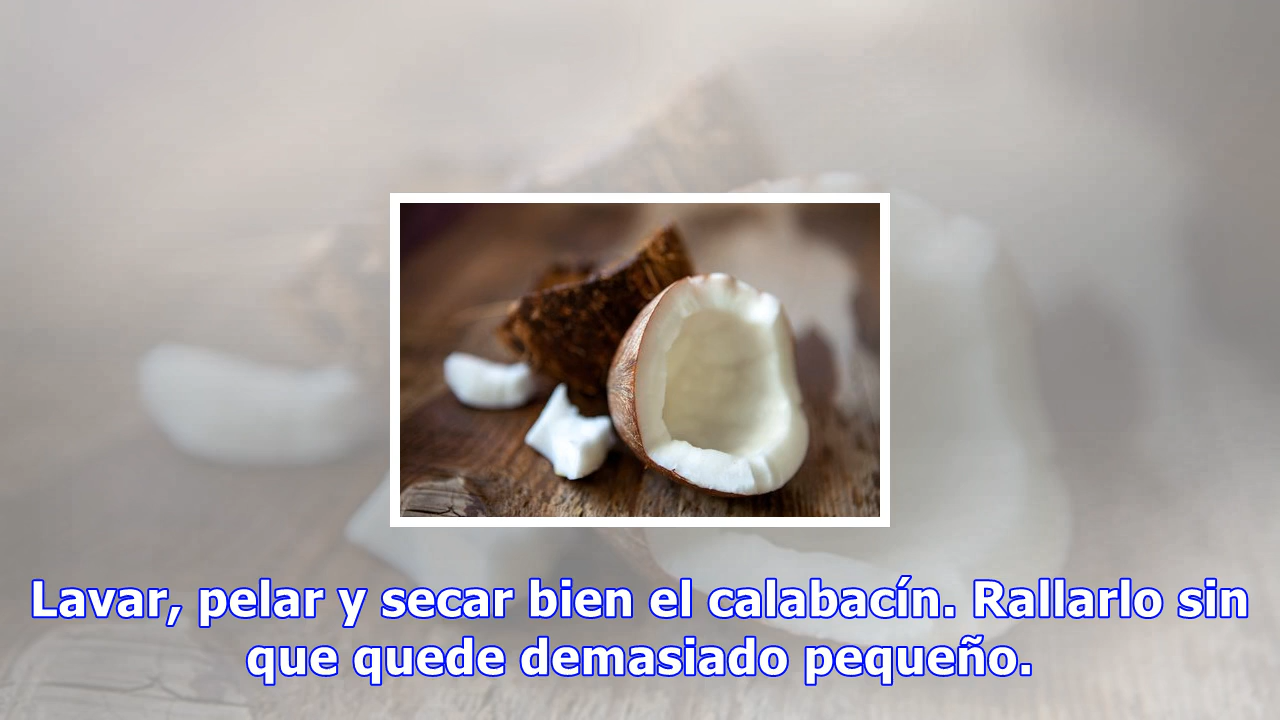 Lavar, pelar y secar bien el calabacín. Rallarlo sin
que quede demasiado pequeño.